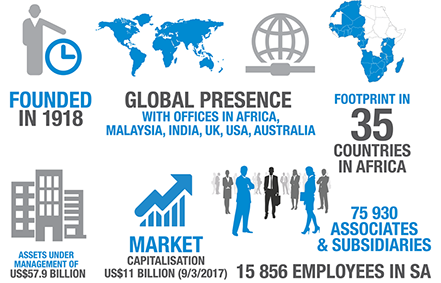 FOUNDED
IN 1918
GLOBAL PRESENCE
WITH OFFICES IN AFRICA,
MALAYSIA, INDIA, UK, USA, AUSTRALIA
FOOTPRINT IN
35
COUNTRIES
IN AFRICA
ASSETS UNDER
MANAGEMENT OF
US$57.9 BILLION
MARKET
CAPITALISATION
US$11 BILLION (9/3/2017)
75 930
ASSOCIATES
& SUBSIDIARIES
15 856 EMPLOYEES IN SA